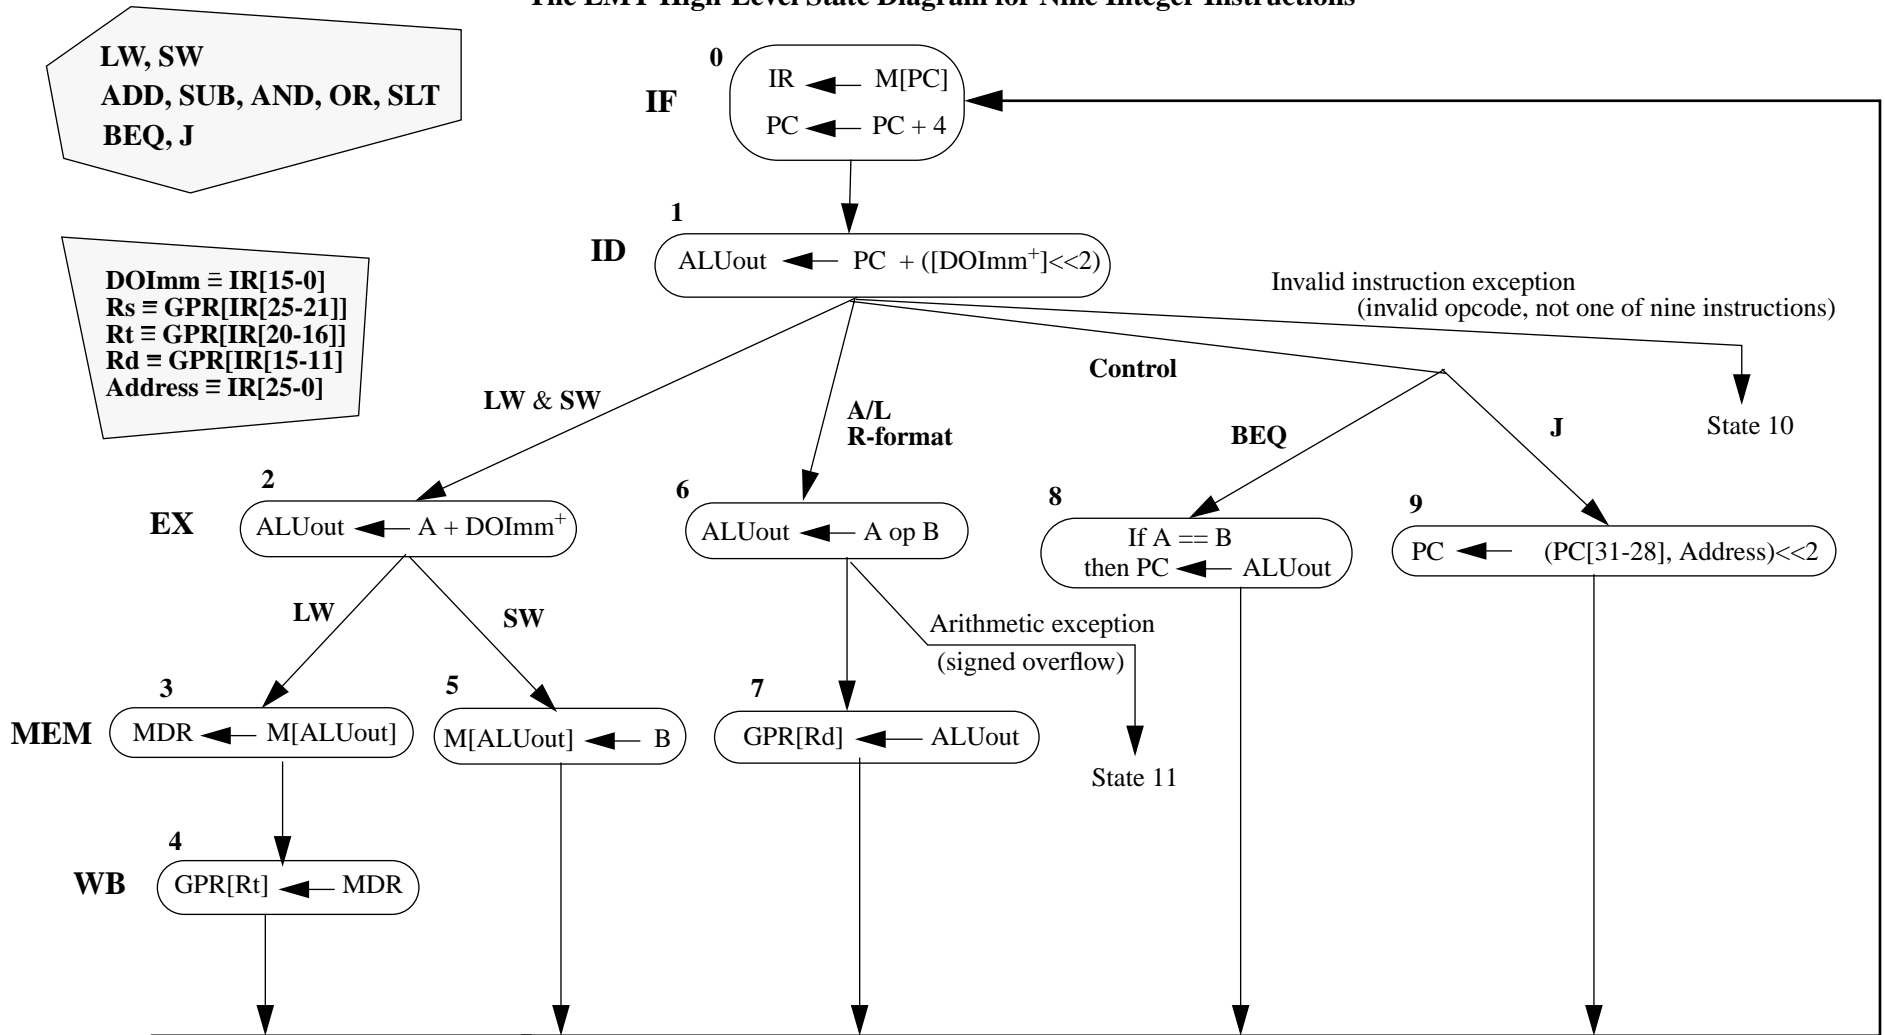 The EMY High-Level State Diagram for Nine Integer Instructions
LW, SW
ADD, SUB, AND, OR, SLT
BEQ, J
0
IF
IR M[PC]
PC PC + 4
1
ID
ALUout PC + ([DOImm+]<<2)
DOImm ≡ IR[15-0]
Rs ≡ GPR[IR[25-21]]
Rt ≡ GPR[IR[20-16]]
Rd ≡ GPR[IR[15-11]
Address ≡ IR[25-0]
Invalid instruction exception
(invalid opcode, not one of nine instructions)
Control
LW & SW
A/L
R-format
BEQ
J
State 10
2
EX
ALUout A + DOImm+
6
ALUout A op B
8
If A == B
then PC ALUout
9
PC (PC[31-28], Address)<<2
LW
SW
Arithmetic exception
(signed overflow)
3
MEM
MDR M[ALUout]
5
M[ALUout] B
7
GPR[Rd] ALUout
State 11
4
WB
GPR[Rt] MDR